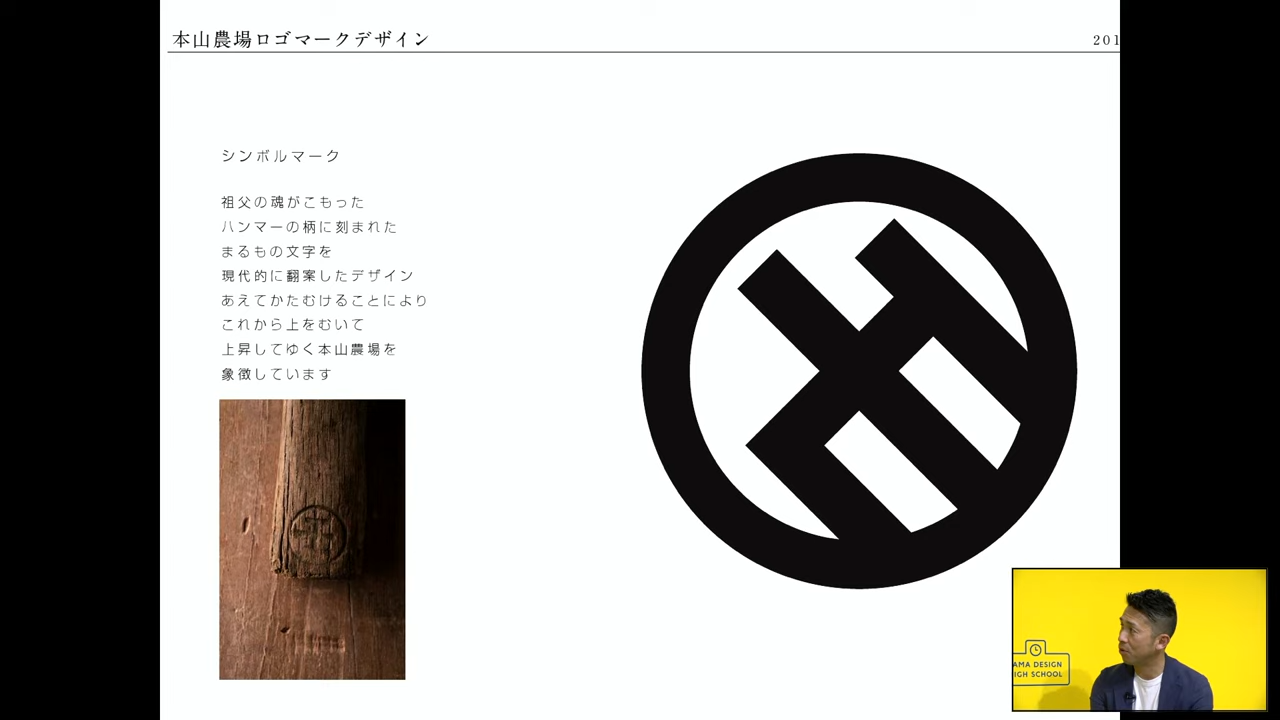 本山農場ロゴマークデザイン
201
シンボルマーク
祖父の魂がこもった
ハンマーの柄に刻まれた
まるもの文字を
現代的に翻案したデザイン
あえてかたむけることにより
これから上をむいて
上昇してゆく本山農場を
象徴しています
AMA DESIGN
IGH SCHOOL